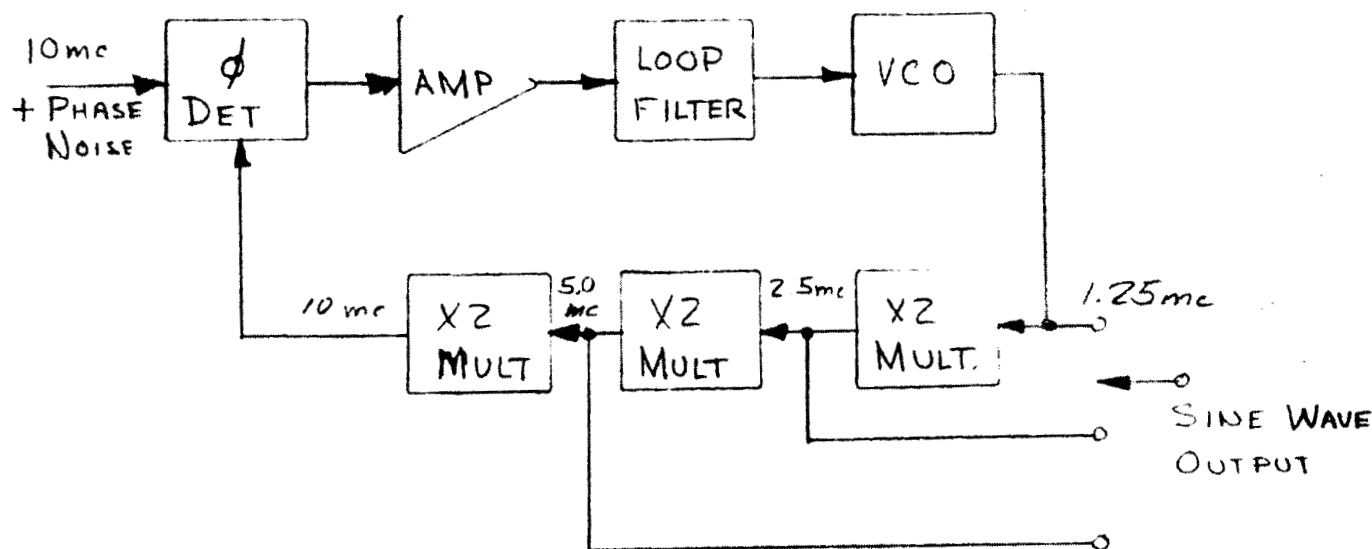 10mc
+ PHASE
NOISE
φ
DET
AMP
LOOP
FILTER
VCO
10 mc
X2
MULT
5.0
mc
X2
MULT
2.5mc
X2
MULT.
1.25mc
SINE WAVE
OUTPUT